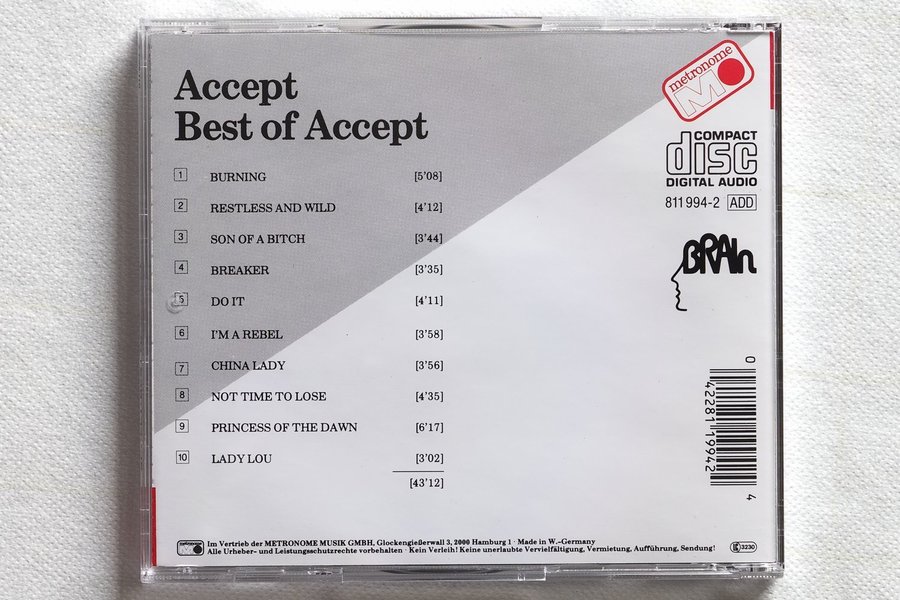 Accept
Best of Accept
1 BURNING [5'08]
2 RESTLESS AND WILD [4'12]
3 SON OF A BITCH [3'44]
4 BREAKER [3'35]
5 DO IT [4'11]
6 I'M A REBEL [3'58]
7 CHINA LADY [3'56]
8 NOT TIME TO LOSE [4'35]
9 PRINCESS OF THE DAWN [6'17]
10 LADY LOU [3'02]
[43'12]
metronome
M
COMPACT
disc
DIGITAL AUDIO
811 994-2 ADD
BRAIn
0 42281 19942 4
metronome
Im Vertrieb der METRONOME MUSIK GMBH, Glockengießerwall 3, 2000 Hamburg 1 · Made in W.-Germany
Alle Urheber- und Leistungsschutzrechte vorbehalten · Kein Verleih! Keine unerlaubte Vervielfältigung, Vermietung, Aufführung, Sendung!
3230